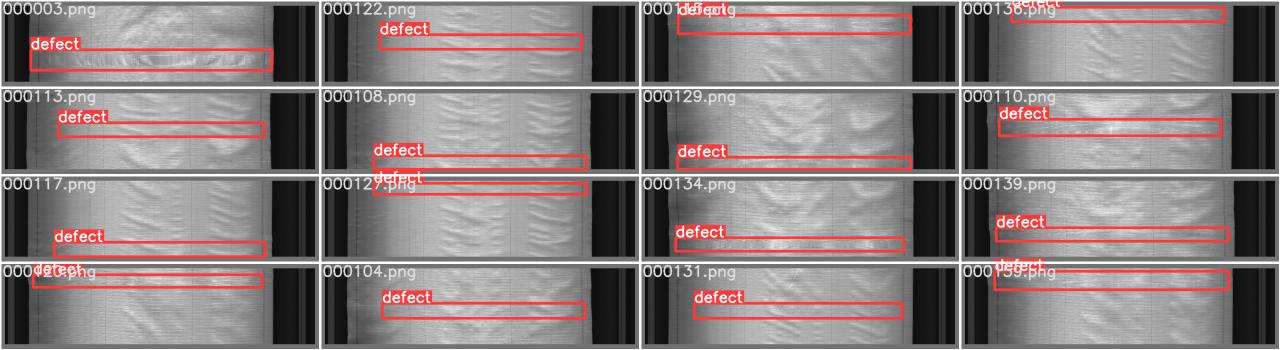 000003.png
defect
000122.png
defect
defect
defect
000113.png
defect
000108.png
defect
000129.png
defect
000110.png
defect
000117.png
defect
000127.png
defect
000134.png
defect
000139.png
defect
defect
000104.png
defect
000131.png
defect
defect